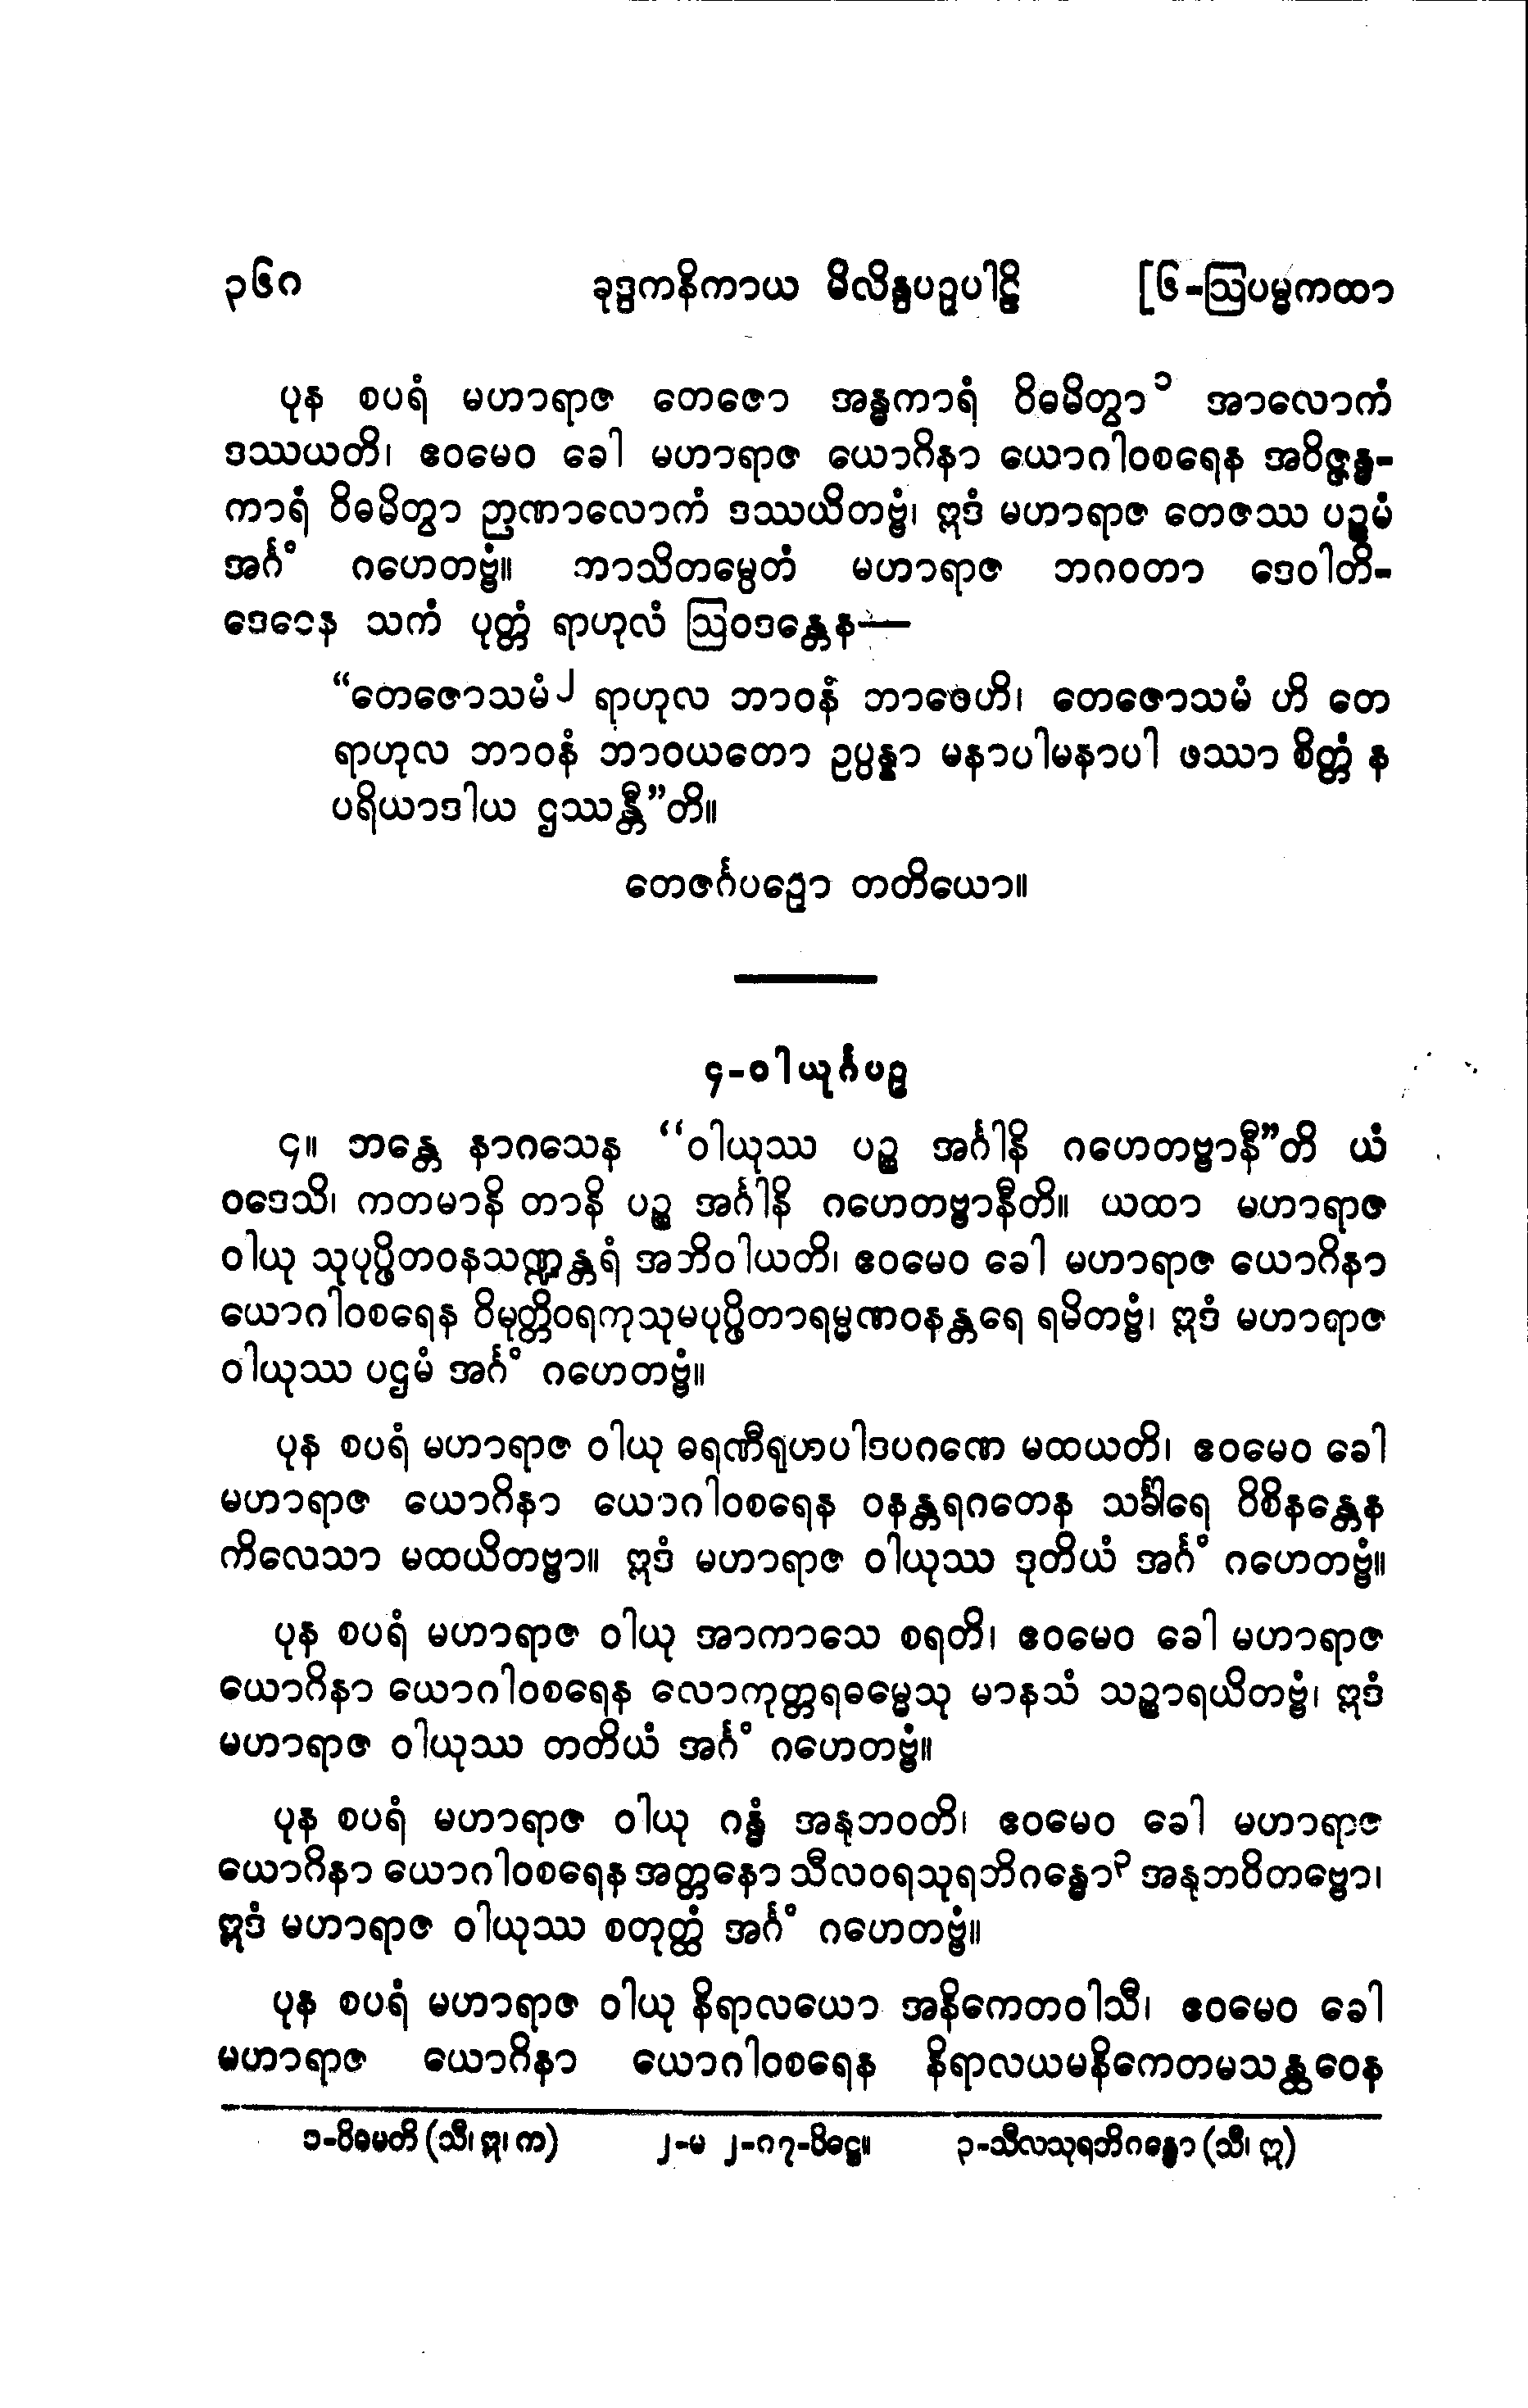 ၃၆ဂ ခုဒ္ဒကနိကာယ မိလိန္ဒပဉှပါဠိ [၆-ဩပမ္မကထာ
ပုန စပရံ မဟာရာဇ တေဇော အန္ဓကာရံ ဝိဓမိတွာ၁ အာလောကံ
ဒဿယတိ၊ ဧဝမေဝ ခေါ မဟာရာဇ ယောဂိနာ ယောဂါဝစရေန အဝိဇ္ဇန္ဓ-
ကာရံ ဝိဓမိတွာ ဉာဏာလောကံ ဒဿယိတဗ္ဗံ၊ ဣဒံ မဟာရာဇ တေဇဿ ပဉ္စမံ
အင်္ဂံ ဂဟေတဗ္ဗံ။ ဘာသိတမ္ပေတံ မဟာရာဇ ဘဂဝတာ ဒေဝါတိ-
ဒေဝေန သကံ ပုတ္တံ ရာဟုလံ ဩဝဒန္တေန—
“တေဇောသမံ၂ ရာဟုလ ဘာဝနံ ဘာဝေဟိ၊ တေဇောသမံ ဟိ တေ
ရာဟုလ ဘာဝနံ ဘာဝယတော ဥပ္ပန္နာ မနာပါမနာပါ ဖဿာ စိတ္တံ န
ပရိယာဒါယ ဌဿန္တီ”တိ။
တေဇင်္ဂပဉှော တတိယော။
၄-ဝါယုင်္ဂပဉှ
၄။ ဘန္တေ နာဂသေန “ဝါယုဿ ပဉ္စ အင်္ဂါနိ ဂဟေတဗ္ဗာနီ”တိ ယံ
ဝဒေသိ၊ ကတမာနိ တာနိ ပဉ္စ အင်္ဂါနိ ဂဟေတဗ္ဗာနီတိ။ ယထာ မဟာရာဇ
ဝါယု သုပုပ္ဖိတဝနသဏ္ဍန္တရံ အဘိဝါယတိ၊ ဧဝမေဝ ခေါ မဟာရာဇ ယောဂိနာ
ယောဂါဝစရေန ဝိမုတ္တိဝရကုသုမပုပ္ဖိတာရမ္မဏဝနန္တရေ ရမိတဗ္ဗံ၊ ဣဒံ မဟာရာဇ
ဝါယုဿ ပဌမံ အင်္ဂံ ဂဟေတဗ္ဗံ။
ပုန စပရံ မဟာရာဇ ဝါယု ဓရဏီရုဟပါဒပဂဏေ မထယတိ၊ ဧဝမေဝ ခေါ
မဟာရာဇ ယောဂိနာ ယောဂါဝစရေန ဝနန္တရဂတေန သင်္ခါရေ ဝိစိနန္တေန
ကိလေသာ မထယိတဗ္ဗာ။ ဣဒံ မဟာရာဇ ဝါယုဿ ဒုတိယံ အင်္ဂံ ဂဟေတဗ္ဗံ။
ပုန စပရံ မဟာရာဇ ဝါယု အာကာသေ စရတိ၊ ဧဝမေဝ ခေါ မဟာရာဇ
ယောဂိနာ ယောဂါဝစရေန လောကုတ္တရဓမ္မေသု မာနသံ သဉ္စာရယိတဗ္ဗံ၊ ဣဒံ
မဟာရာဇ ဝါယုဿ တတိယံ အင်္ဂံ ဂဟေတဗ္ဗံ။
ပုန စပရံ မဟာရာဇ ဝါယု ဂန္ဓံ အနုဘဝတိ၊ ဧဝမေဝ ခေါ မဟာရာဇ
ယောဂိနာ ယောဂါဝစရေန အတ္တနော သီလဝရသုရဘိဂန္ဓော၃ အနုဘဝိတဗ္ဗော၊
ဣဒံ မဟာရာဇ ဝါယုဿ စတုတ္ထံ အင်္ဂံ ဂဟေတဗ္ဗံ။
ပုန စပရံ မဟာရာဇ ဝါယု နိရာလယော အနိကေတဝါသီ၊ ဧဝမေဝ ခေါ
မဟာရာဇ ယောဂိနာ ယောဂါဝစရေန နိရာလယမနိကေတမသန္ထဝေန
၁-ဝိဓမတိ (သီ၊ ဣ၊ က) ၂-မ ၂-ဂ၇-ပိဋ္ဌေ။ ၃-သီလသုရဘိဂန္ဓော (သီ၊ ဣ)